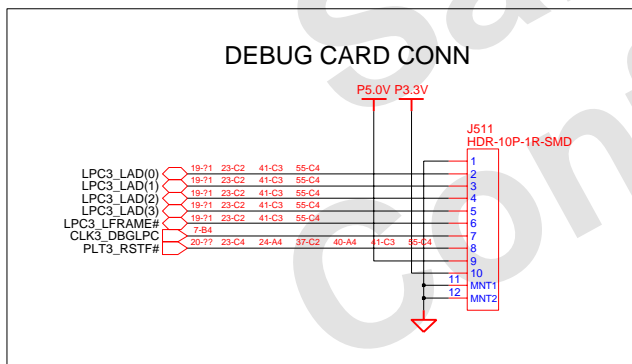 DEBUG CARD CONN
P5.0V P3.3V
J511
HDR-10P-1R-SMD
1
LPC3_LAD(0) 19-?1 23-C2 41-C3 55-C4 2
LPC3_LAD(1) 19-?1 23-C2 41-C3 55-C4 3
LPC3_LAD(2) 19-?1 23-C2 41-C3 55-C4 4
LPC3_LAD(3) 19-?1 23-C2 41-C3 55-C4 5
LPC3_LFRAME# 19-?1 23-C2 41-C3 55-C4 6
CLK3_DBGLPC 7-B4 7
PLT3_RSTF# 20-?? 23-C4 24-A4 37-C2 40-A4 41-C3 55-C4 8
9
10
11 MNT1
12 MNT2